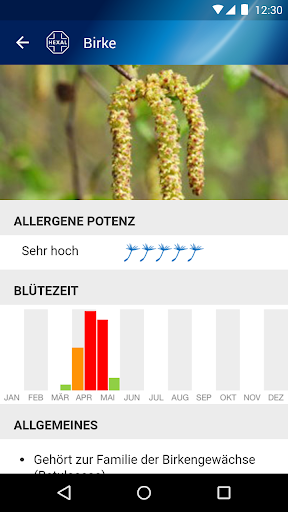 12:30
HEXAL
Birke
ALLERGENE POTENZ
Sehr hoch
BLÜTEZEIT
JAN FEB MÄR APR MAI JUN JUL AUG SEP OKT NOV DEZ
ALLGEMEINES
• Gehört zur Familie der Birkengewächse